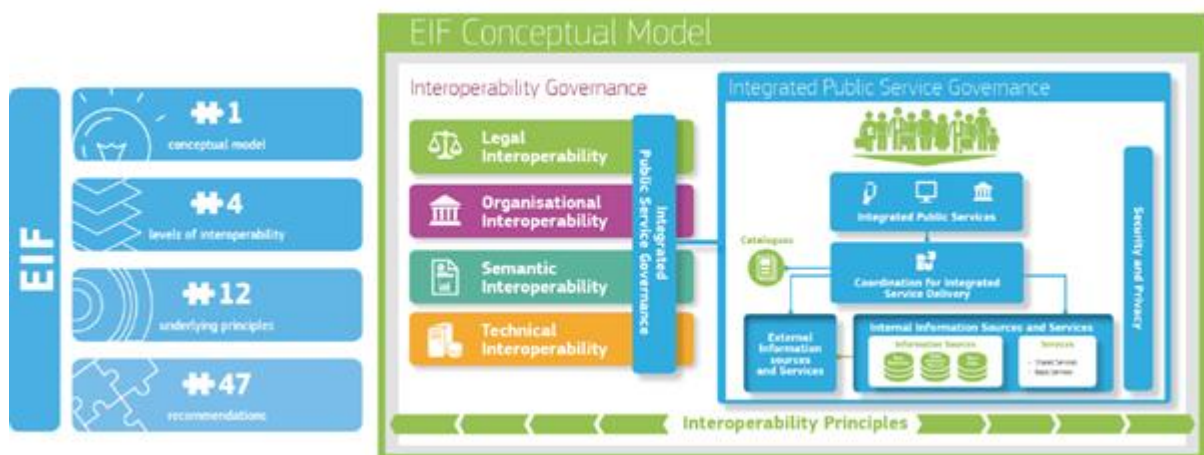 EIF
1
conceptual model
4
levels of interoperability
12
underlying principles
47
recommendations
EIF Conceptual Model
Interoperability Governance
Legal
Interoperability
Organisational
Interoperability
Semantic
Interoperability
Technical
Interoperability
Integrated
Public Service Governance
Integrated Public Service Governance
Integrated Public Services
Catalogues
Coordination for Integrated
Service Delivery
External
Information
sources
and Services
Internal Information Sources and Services
Information Sources
Services
- Shared Services
- Base Services
Security and Privacy
Interoperability Principles